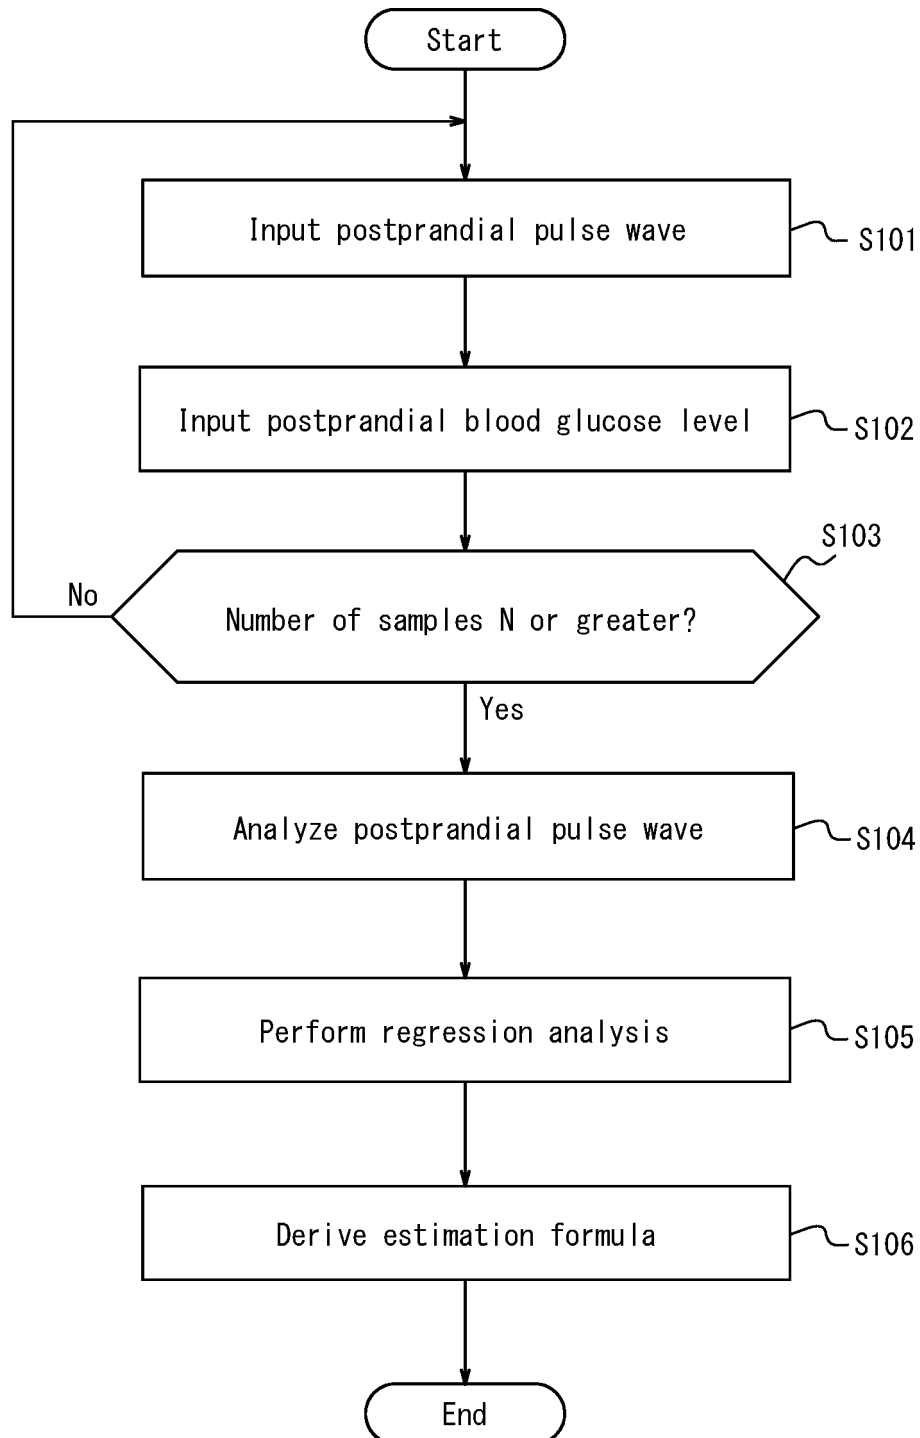 Start
Input postprandial pulse wave
S101
Input postprandial blood glucose level
S102
S103
No
Number of samples N or greater?
Yes
Analyze postprandial pulse wave
S104
Perform regression analysis
S105
Derive estimation formula
S106
End